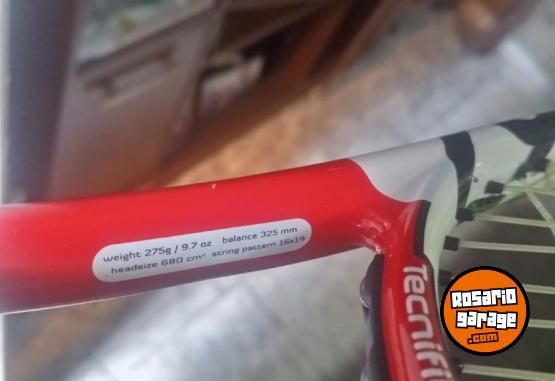 weight 275g / 9.7 oz balance 325 mm
headsize 680 cm² string pattern 16x19
Tecnifi
Rosario
garage
.com